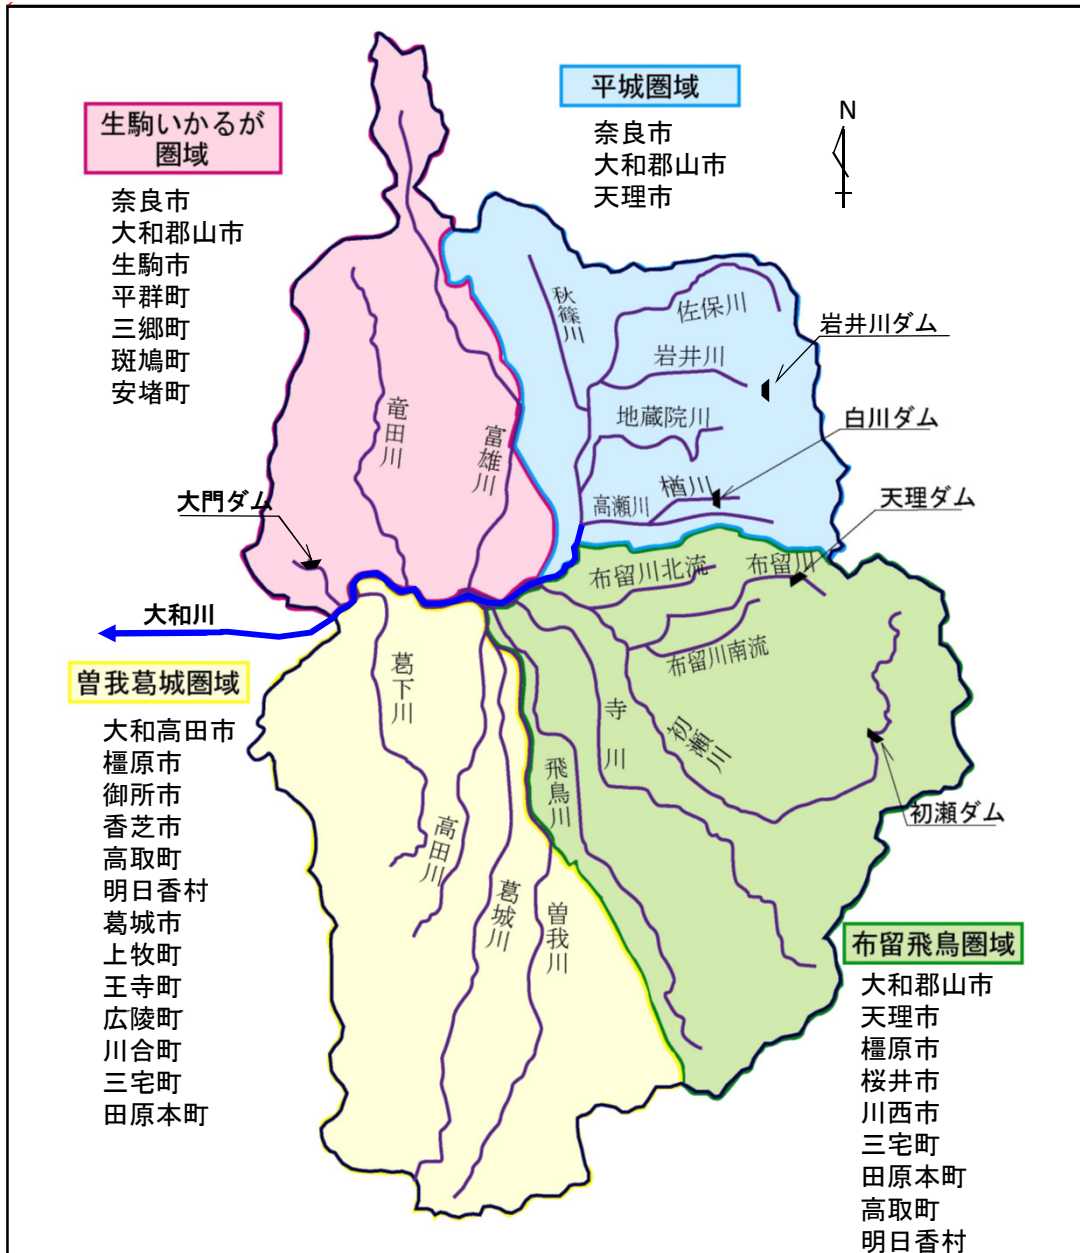 生駒いかるが
圏域
奈良市
大和郡山市
生駒市
平群町
三郷町
斑鳩町
安堵町
平城圏域
奈良市
大和郡山市
天理市
N
秋篠川
佐保川
岩井川
地蔵院川
楢川
高瀬川
岩井川ダム
白川ダム
天理ダム
竜田川
富雄川
大門ダム
大和川
布留川北流
布留川
布留川南流
初瀬川
寺川
飛鳥川
初瀬ダム
曽我葛城圏域
大和高田市
橿原市
御所市
香芝市
高取町
明日香村
葛城市
上牧町
王寺町
広陵町
川合町
三宅町
田原本町
葛下川
高田川
葛城川
曽我川
布留飛鳥圏域
大和郡山市
天理市
橿原市
桜井市
川西市
三宅町
田原本町
高取町
明日香村